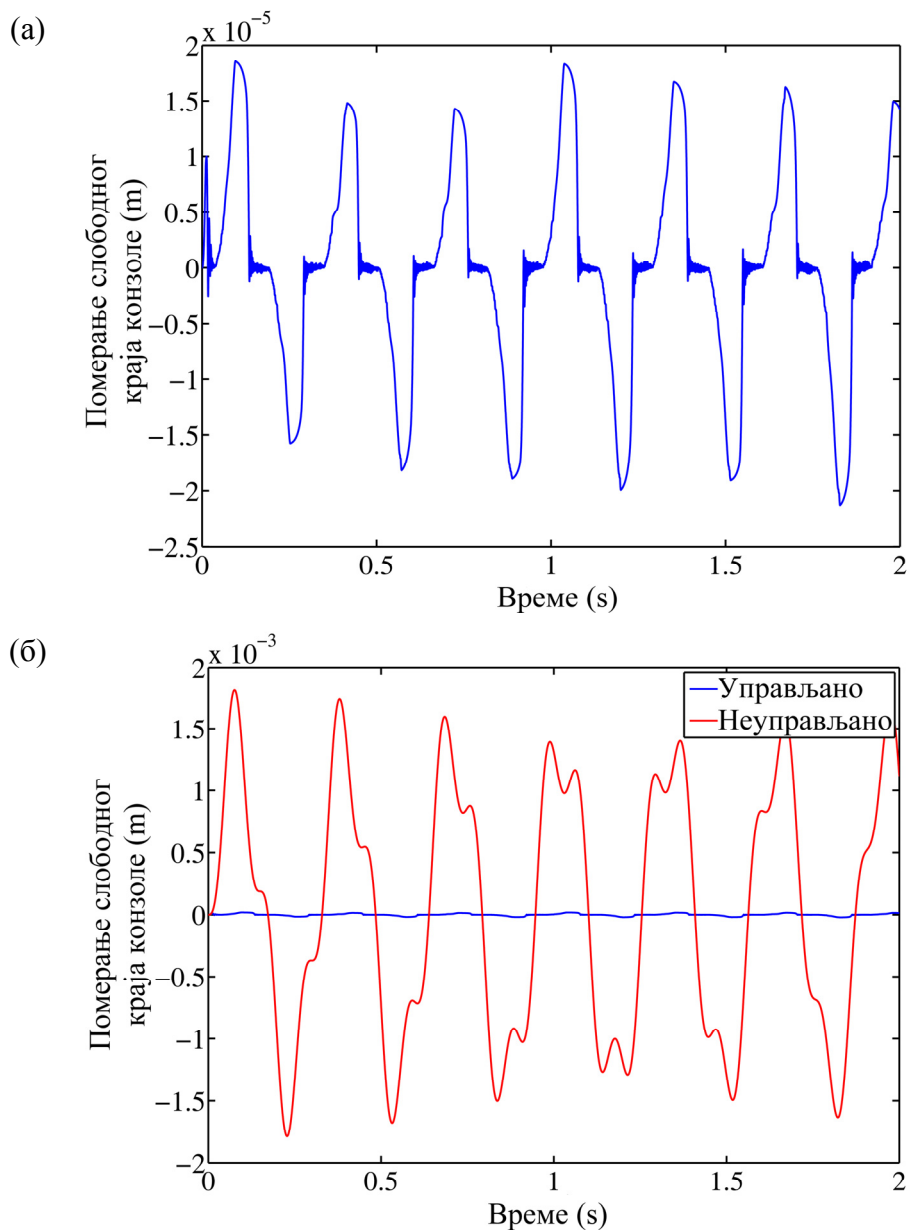 (а)
x 10⁻⁵
2
1.5
1
0.5
0
−0.5
−1
−1.5
−2
−2.5
0 0.5 1 1.5 2
Померање слободног
краја конзоле (m)
Време (s)
(б)
x 10⁻³
2
1.5
1
0.5
0
−0.5
−1
−1.5
−2
0 0.5 1 1.5 2
Померање слободног
краја конзоле (m)
Управљано
Неуправљано
Време (s)